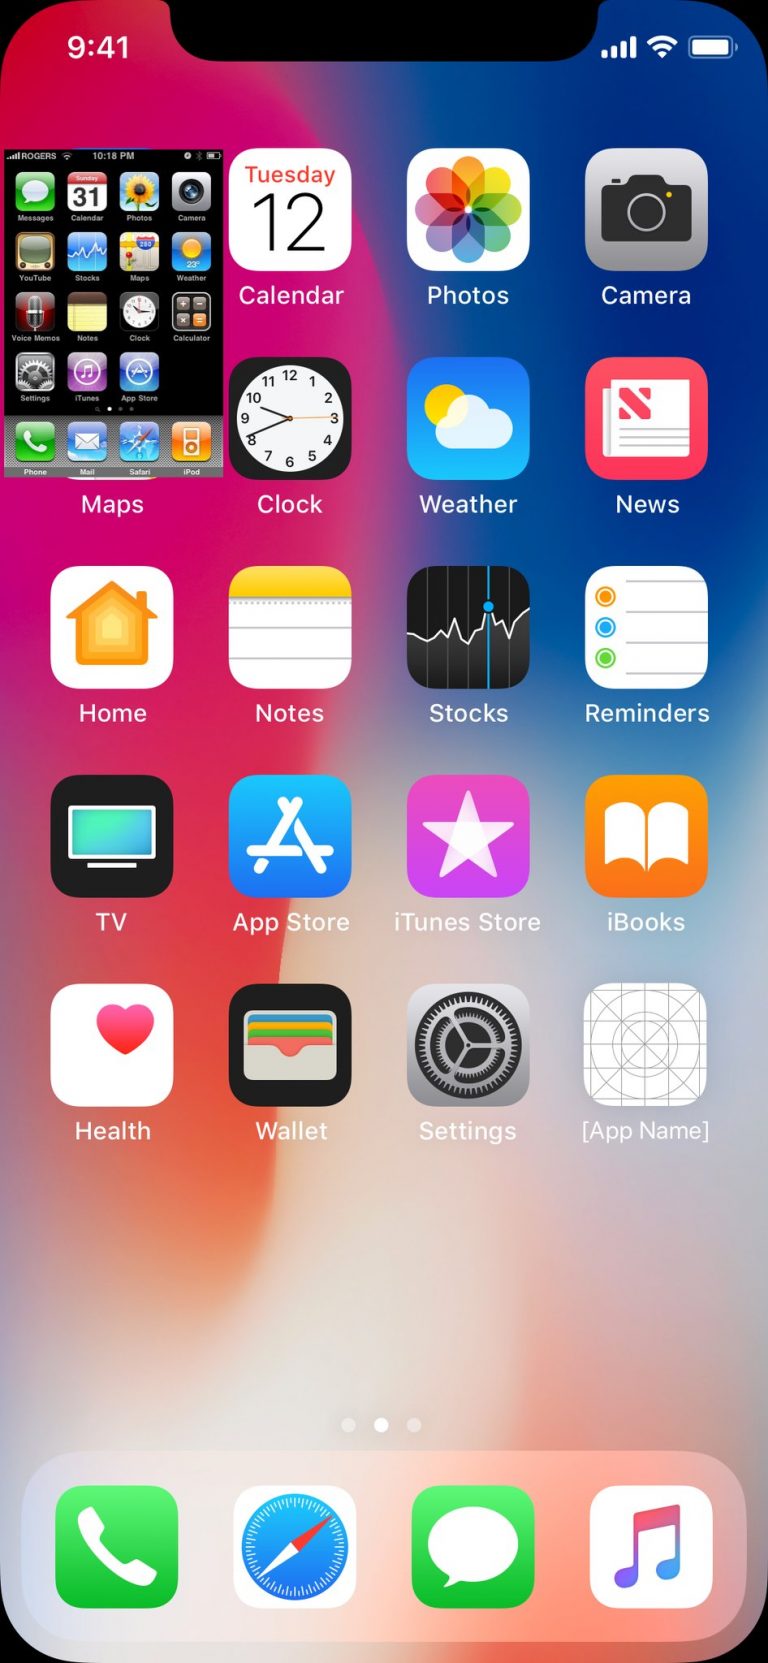 9:41
ROGERS 10:18 PM
Sunday
31
Messages Calendar Photos Camera
280
23°
YouTube Stocks Maps Weather
Voice Memos Notes Clock Calculator
Settings iTunes App Store
Phone Mail Safari iPod
Tuesday
12
Calendar Photos Camera
12
11 1
10 2
9 3
8 4
7 5
6
Maps Clock Weather News
Home Notes Stocks Reminders
TV App Store iTunes Store iBooks
Health Wallet Settings [App Name]